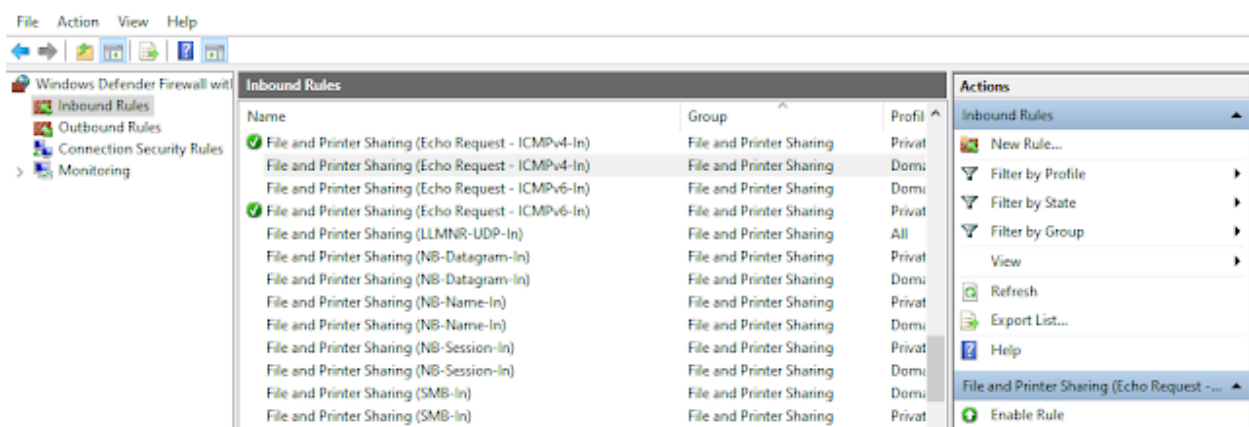 File Action View Help
Windows Defender Firewall wit
Inbound Rules
Outbound Rules
Connection Security Rules
Monitoring
Inbound Rules
Name Group Profil
File and Printer Sharing (Echo Request - ICMPv4-In) File and Printer Sharing Privat
File and Printer Sharing (Echo Request - ICMPv4-In) File and Printer Sharing Doma
File and Printer Sharing (Echo Request - ICMPv6-In) File and Printer Sharing Doma
File and Printer Sharing (Echo Request - ICMPv6-In) File and Printer Sharing Privat
File and Printer Sharing (LLMNR-UDP-In) File and Printer Sharing All
File and Printer Sharing (NB-Datagram-In) File and Printer Sharing Privat
File and Printer Sharing (NB-Datagram-In) File and Printer Sharing Doma
File and Printer Sharing (NB-Name-In) File and Printer Sharing Privat
File and Printer Sharing (NB-Name-In) File and Printer Sharing Doma
File and Printer Sharing (NB-Session-In) File and Printer Sharing Privat
File and Printer Sharing (NB-Session-In) File and Printer Sharing Doma
File and Printer Sharing (SMB-In) File and Printer Sharing Doma
File and Printer Sharing (SMB-In) File and Printer Sharing Privat
Actions
Inbound Rules
New Rule...
Filter by Profile
Filter by State
Filter by Group
View
Refresh
Export List...
Help
File and Printer Sharing (Echo Request -...
Enable Rule